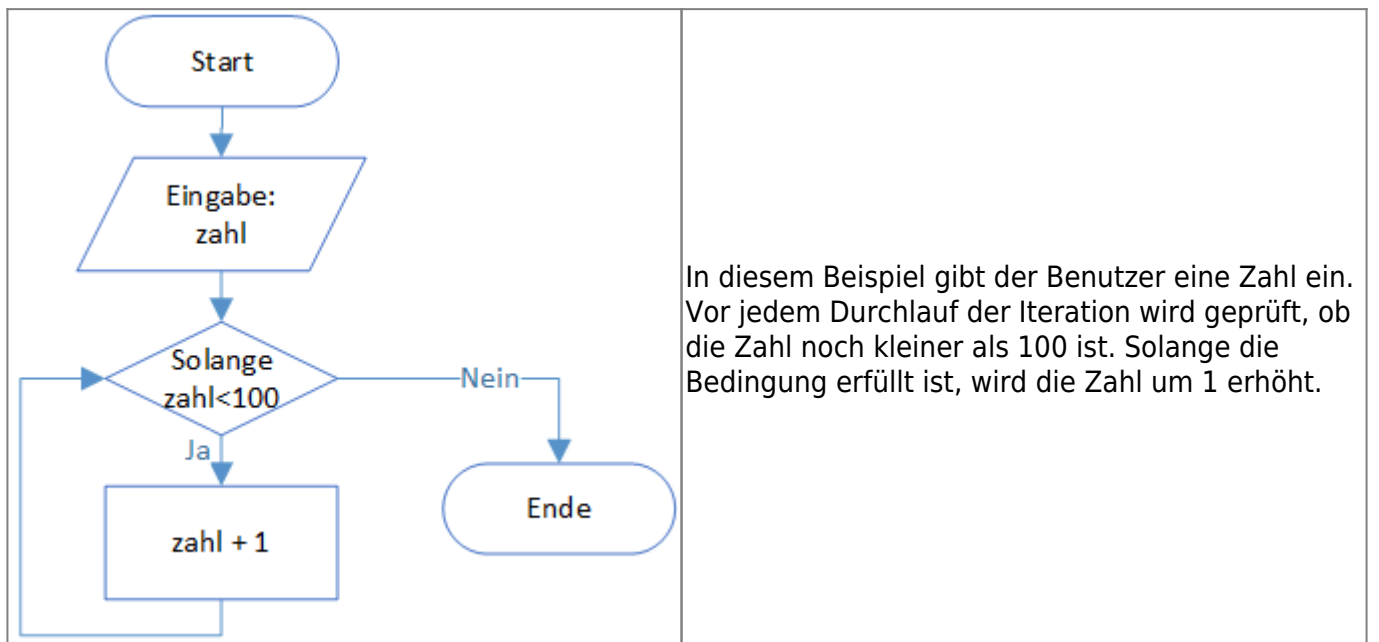 Start
Eingabe:
zahl
Solange
zahl<100
Nein
Ja
zahl + 1
Ende
In diesem Beispiel gibt der Benutzer eine Zahl ein.
Vor jedem Durchlauf der Iteration wird geprüft, ob
die Zahl noch kleiner als 100 ist. Solange die
Bedingung erfüllt ist, wird die Zahl um 1 erhöht.